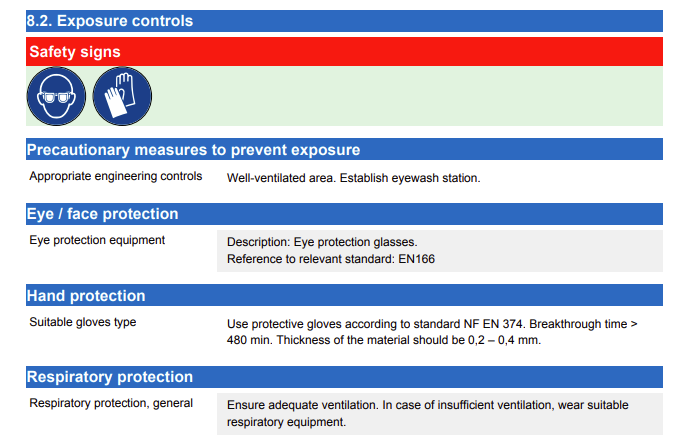 8.2. Exposure controls
Safety signs
Precautionary measures to prevent exposure
Appropriate engineering controls
Well-ventilated area. Establish eyewash station.
Eye / face protection
Eye protection equipment
Description: Eye protection glasses.
Reference to relevant standard: EN166
Hand protection
Suitable gloves type
Use protective gloves according to standard NF EN 374. Breakthrough time >
480 min. Thickness of the material should be 0,2 – 0,4 mm.
Respiratory protection
Respiratory protection, general
Ensure adequate ventilation. In case of insufficient ventilation, wear suitable
respiratory equipment.